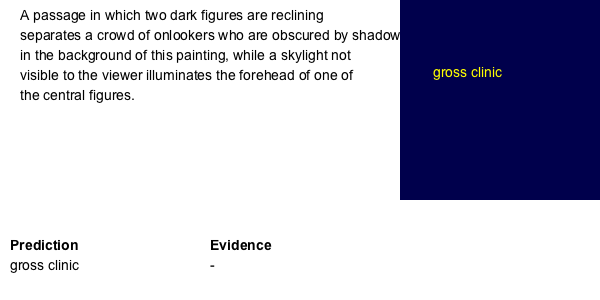 A passage in which two dark figures are reclining
separates a crowd of onlookers who are obscured by shadow
in the background of this painting, while a skylight not
visible to the viewer illuminates the forehead of one of
the central figures.
gross clinic
Prediction Evidence
gross clinic -